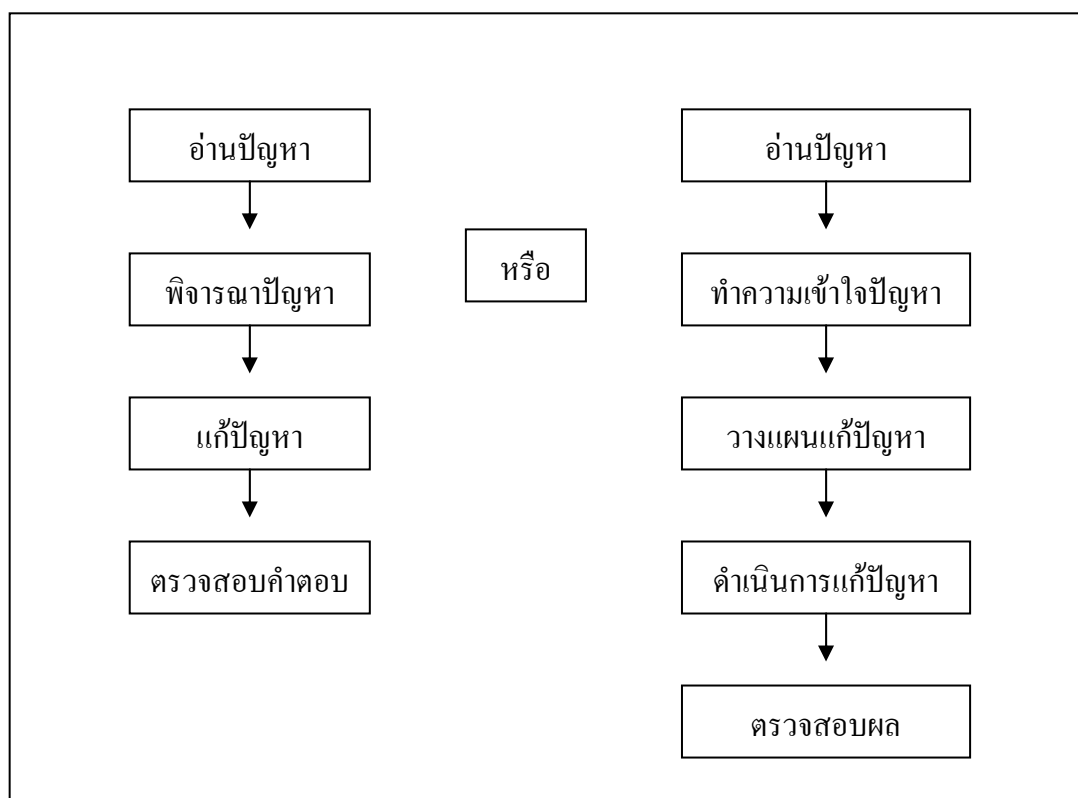 อ่านปัญหา
พิจารณาปัญหา
แก้ปัญหา
ตรวจสอบคำตอบ
หรือ
อ่านปัญหา
ทำความเข้าใจปัญหา
วางแผนแก้ปัญหา
ดำเนินการแก้ปัญหา
ตรวจสอบผล